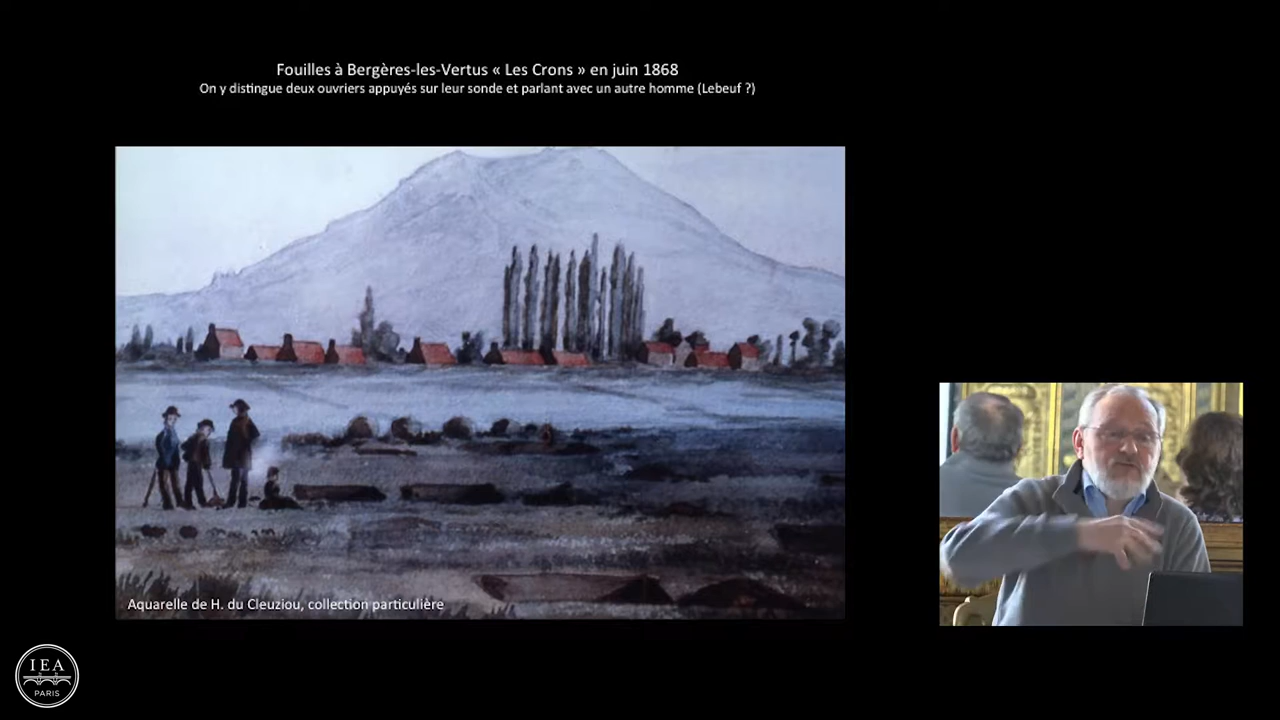 Fouilles à Bergères-les-Vertus « Les Crons » en juin 1868
On y distingue deux ouvriers appuyés sur leur sonde et parlant avec un autre homme (Lebeuf ?)
Aquarelle de H. du Cleuziou, collection particulière
IEA
PARIS